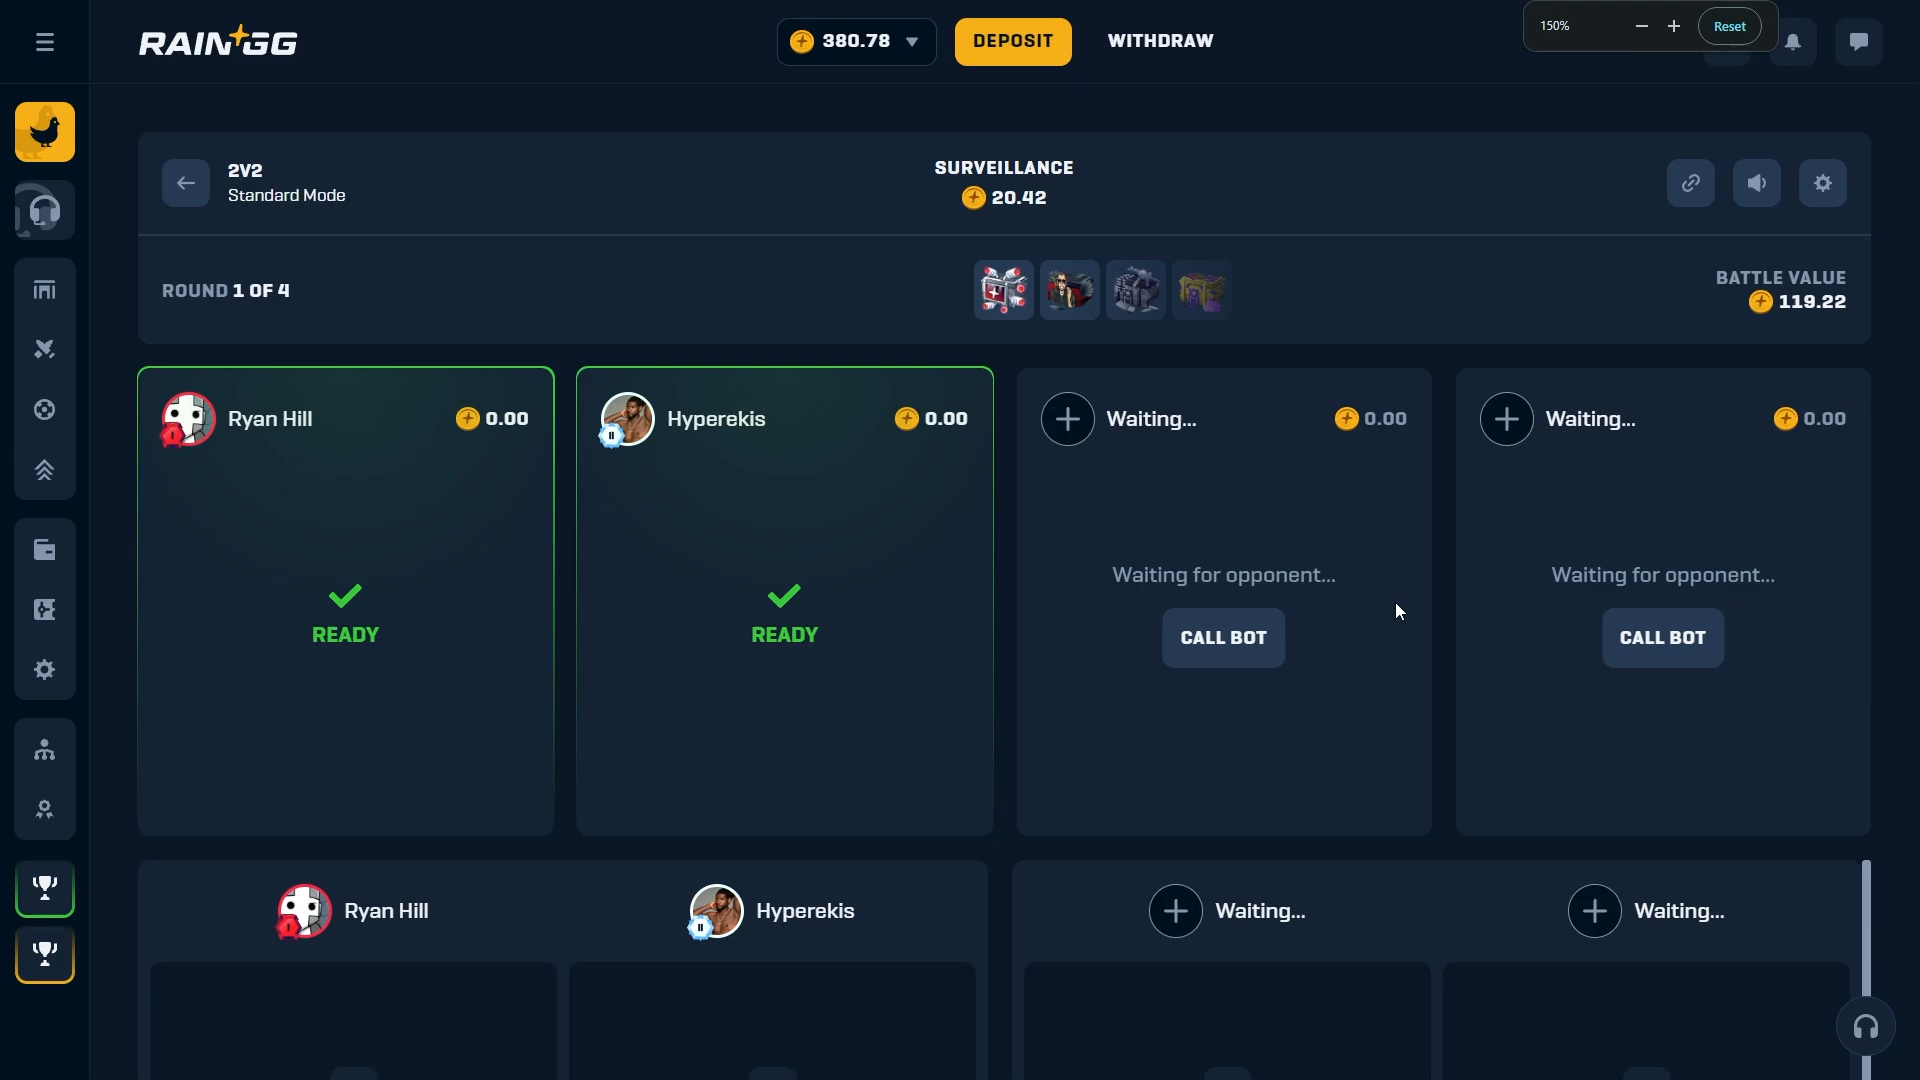 RAIN GG
380.78
DEPOSIT
WITHDRAW
150%
Reset
2V2
Standard Mode
SURVEILLANCE
20.42
ROUND 1 OF 4
BATTLE VALUE
119.22
Ryan Hill
0.00
Hyperekis
0.00
Waiting...
0.00
Waiting...
0.00
READY
READY
Waiting for opponent...
CALL BOT
Waiting for opponent...
CALL BOT
Ryan Hill
Hyperekis
Waiting...
Waiting...